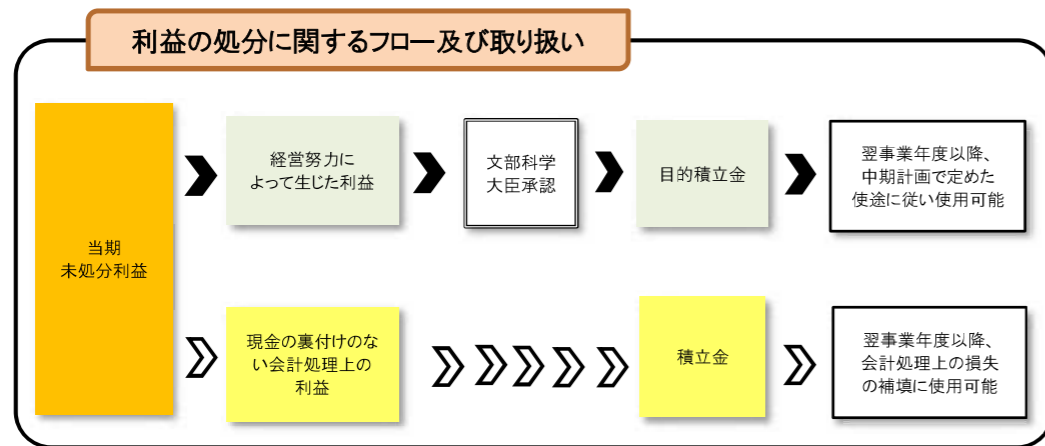 利益の処分に関するフロー及び取り扱い
当期
未処分利益
経営努力に
よって生じた利益
文部科学
大臣承認
目的積立金
翌事業年度以降、
中期計画で定めた
使途に従い使用可能
現金の裏付けのな
い会計処理上の
利益
積立金
翌事業年度以降、
会計処理上の損失
の補填に使用可能